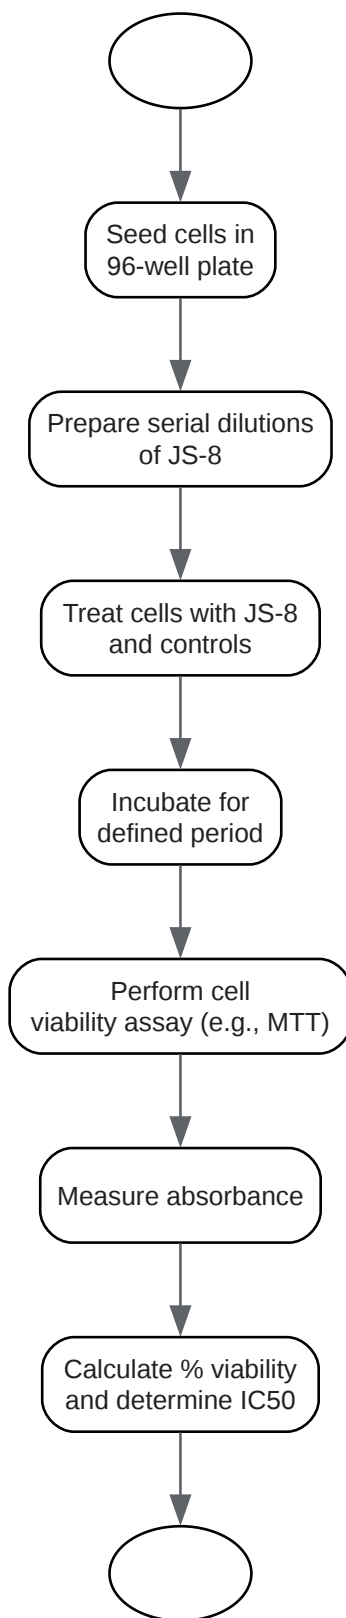 Seed cells in
96-well plate
Prepare serial dilutions
of JS-8
Treat cells with JS-8
and controls
Incubate for
defined period
Perform cell
viability assay (e.g., MTT)
Measure absorbance
Calculate % viability
and determine IC50